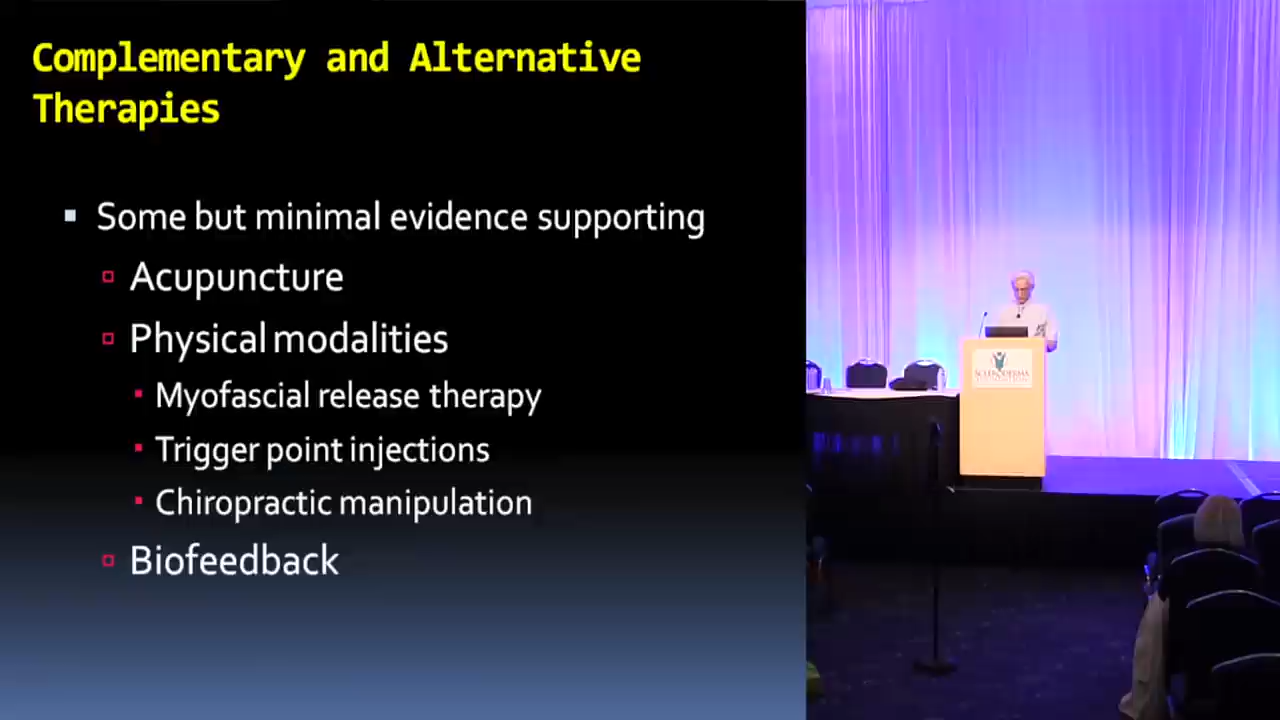 Complementary and Alternative
Therapies
Some but minimal evidence supporting
Acupuncture
Physical modalities
Myofascial release therapy
Trigger point injections
Chiropractic manipulation
Biofeedback
SCLERODERMA